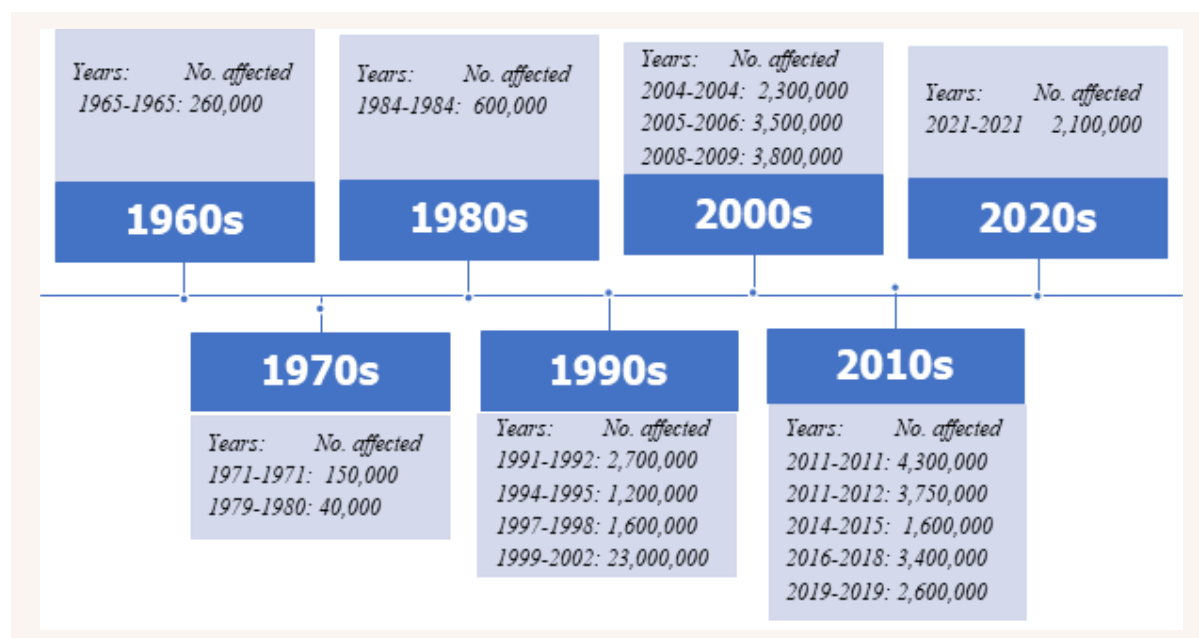 Years: No. affected
1965-1965: 260,000
1960s
Years: No. affected
1971-1971: 150,000
1979-1980: 40,000
1970s
Years: No. affected
1984-1984: 600,000
1980s
1990s
Years: No. affected
1991-1992: 2,700,000
1994-1995: 1,200,000
1997-1998: 1,600,000
1999-2002: 23,000,000
Years: No. affected
2004-2004: 2,300,000
2005-2006: 3,500,000
2008-2009: 3,800,000
2000s
2010s
Years: No. affected
2011-2011: 4,300,000
2011-2012: 3,750,000
2014-2015: 1,600,000
2016-2018: 3,400,000
2019-2019: 2,600,000
Years: No. affected
2021-2021 2,100,000
2020s